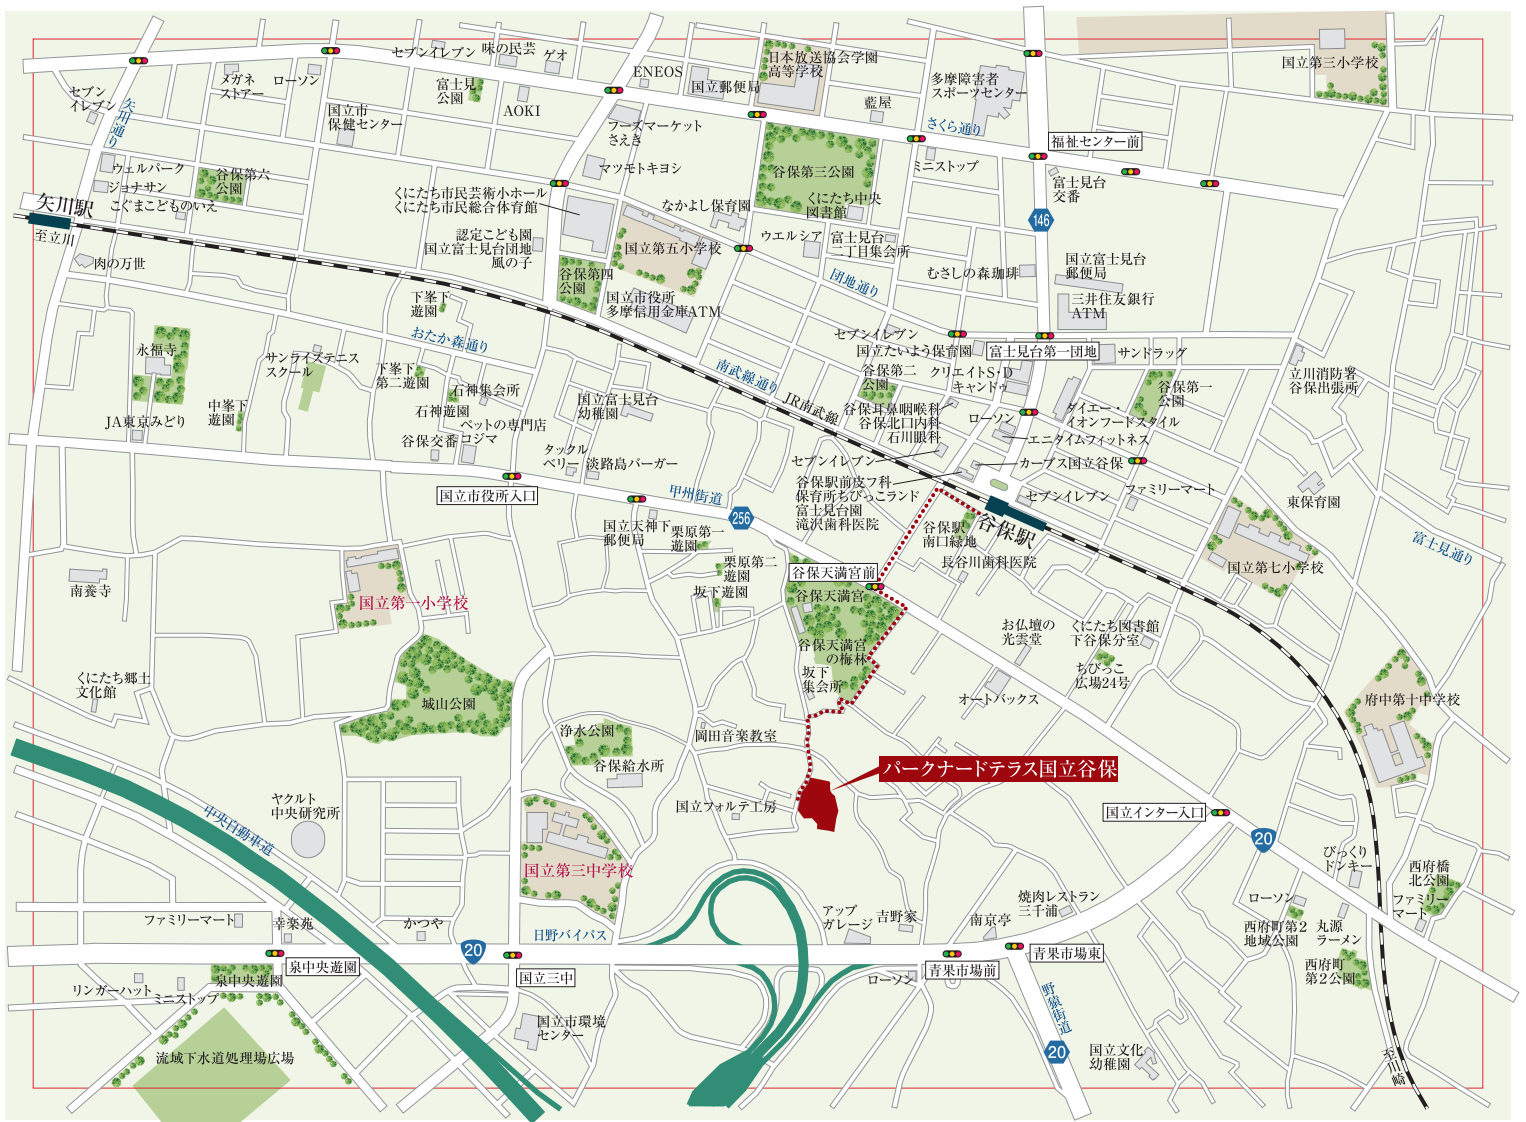 セブンイレブン
味の民芸
ゲオ
メガネ
ストアー
ローソン
セブン
イレブン
矢川通り
富士見
公園
AOKI
国立市
保健センター
ENEOS
国立郵便局
日本放送協会学園
高等学校
藍屋
多摩障害者
スポーツセンター
国立第三小学校
フーズマーケット
さえき
さくら通り
福祉センター前
ウェルパーク
ジョナサン
こぐまこどものいえ
谷保第六
公園
マツモトキヨシ
谷保第三公園
ミニストップ
富士見台
交番
くにたち市民芸術小ホール
くにたち市民総合体育館
なかよし保育園
くにたち中央
図書館
146
矢川駅
至立川
肉の万世
認定こども園
国立富士見台団地
風の子
国立第五小学校
ウエルシア
富士見台
二丁目集会所
むさしの森珈琲
国立富士見台
郵便局
谷保第四
公園
団地通り
下峯下
遊園
国立市役所
多摩信用金庫ATM
三井住友銀行
ATM
おたか森通り
セブンイレブン
国立たいよう保育園
富士見台第一団地
サンドラッグ
永福寺
サンライズテニス
スクール
下峯下
第二遊園
石神集会所
南武線通り
JR南武線
谷保第二
公園
クリエイトS・D
キャンドゥ
谷保第一
公園
立川消防署
谷保出張所
JA東京みどり
中峯下
遊園
石神遊園
国立富士見台
幼稚園
谷保耳鼻咽喉科
谷保北口内科
石川眼科
ローソン
ダイエー・
イオンフードスタイル
谷保交番
ペットの専門店
コジマ
エニタイムフィットネス
タックル
ベリー
淡路島バーガー
セブンイレブン
カーブス国立谷保
国立市役所入口
甲州街道
谷保駅前皮フ科
保育所ちびっこランド
富士見台園
滝沢歯科医院
セブンイレブン
ファミリーマート
東保育園
256
国立天神下
郵便局
栗原第一
遊園
谷保駅
南口緑地
谷保駅
富士見通り
栗原第二
遊園
谷保天満宮前
長谷川歯科医院
国立第七小学校
南養寺
坂下遊園
谷保天満宮
国立第一小学校
お仏壇の
光雲堂
くにたち図書館
下谷保分室
谷保天満宮
の梅林
ちびっこ
広場24号
くにたち郷土
文化館
坂下
集会所
城山公園
オートバックス
府中第十中学校
浄水公園
岡田音楽教室
谷保給水所
パークナードテラス国立谷保
ヤクルト
中央研究所
中央自動車道
国立フォルテ工房
国立インター入口
20
国立第三中学校
びっくり
ドンキー
西府橋
北公園
ファミリー
マート
ローソン
焼肉レストラン
三千浦
ファミリーマート
幸楽苑
かつや
日野バイパス
アップ
ガレージ
吉野家
南京亭
西府町第2
地域公園
丸源
ラーメン
泉中央遊園
20
国立三中
青果市場前
青果市場東
西府町
第2公園
リンガーハット
ミニストップ
泉中央遊園
ローソン
野猿街道
国立市環境
センター
流域下水道処理場広場
20
国立文化
幼稚園
至川崎